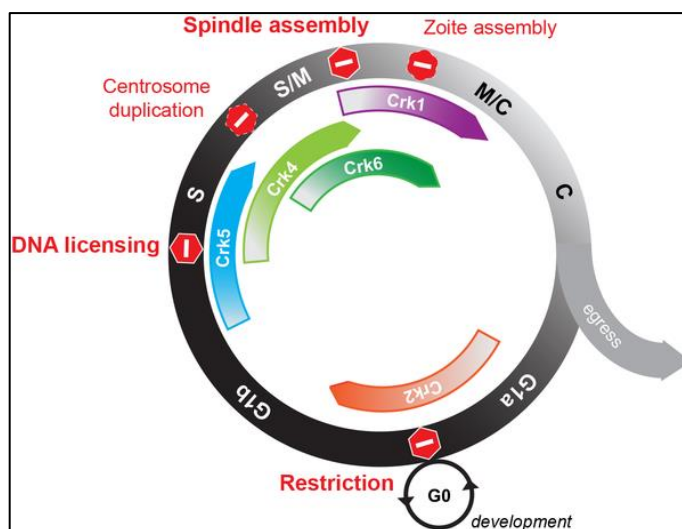 Spindle assembly
Zoite assembly
Centrosome
duplication
S/M
M/C
Crk1
Crk4
Crk6
S
C
DNA licensing
Crk5
egress
Crk2
G1b
G1a
Restriction
G0
development